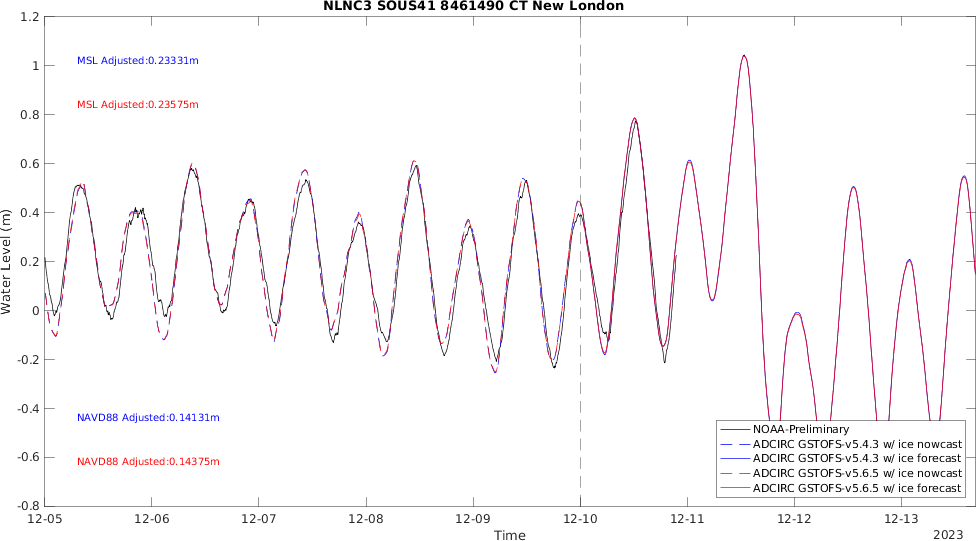 NLNC3 SOUS41 8461490 CT New London
1.2
1
0.8
0.6
0.4
0.2
0
-0.2
-0.4
-0.6
-0.8
Water Level (m)
MSL Adjusted:0.23331m
MSL Adjusted:0.23575m
NAVD88 Adjusted:0.14131m
NAVD88 Adjusted:0.14375m
NOAA-Preliminary
ADCIRC GSTOFS-v5.4.3 w/ ice nowcast
ADCIRC GSTOFS-v5.4.3 w/ ice forecast
ADCIRC GSTOFS-v5.6.5 w/ ice nowcast
ADCIRC GSTOFS-v5.6.5 w/ ice forecast
12-05 12-06 12-07 12-08 12-09 12-10 12-11 12-12 12-13
Time
2023